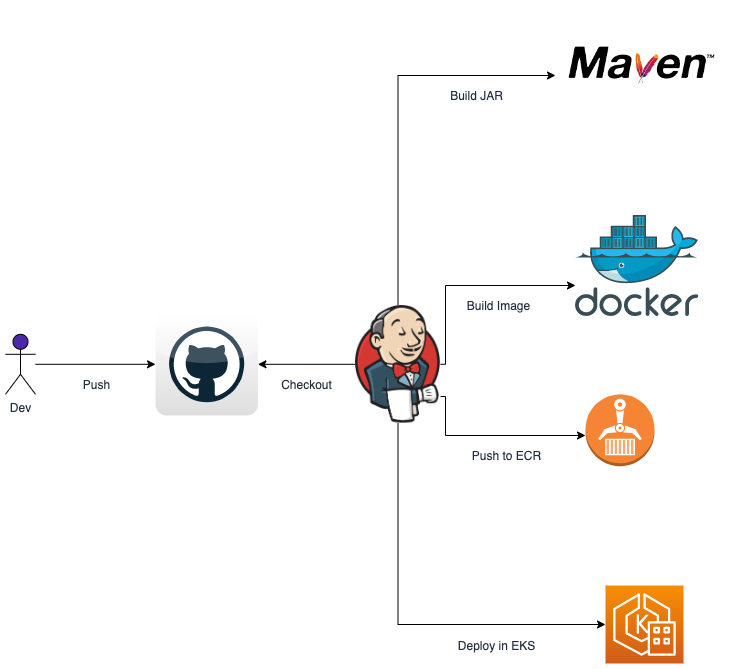 Maven™
Build JAR
docker
Build Image
Push
Checkout
Dev
Push to ECR
K
Deploy in EKS